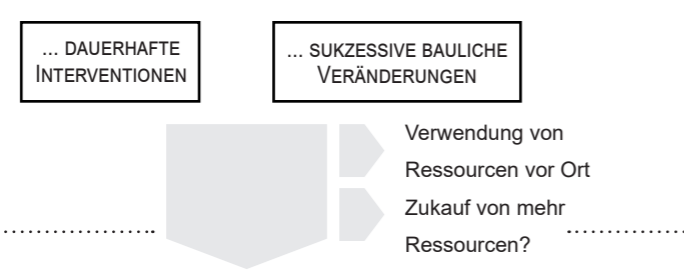 ... DAUERHAFTE
INTERVENTIONEN
... SUKZESSIVE BAULICHE
VERÄNDERUNGEN
Verwendung von
Ressourcen vor Ort
Zukauf von mehr
Ressourcen?